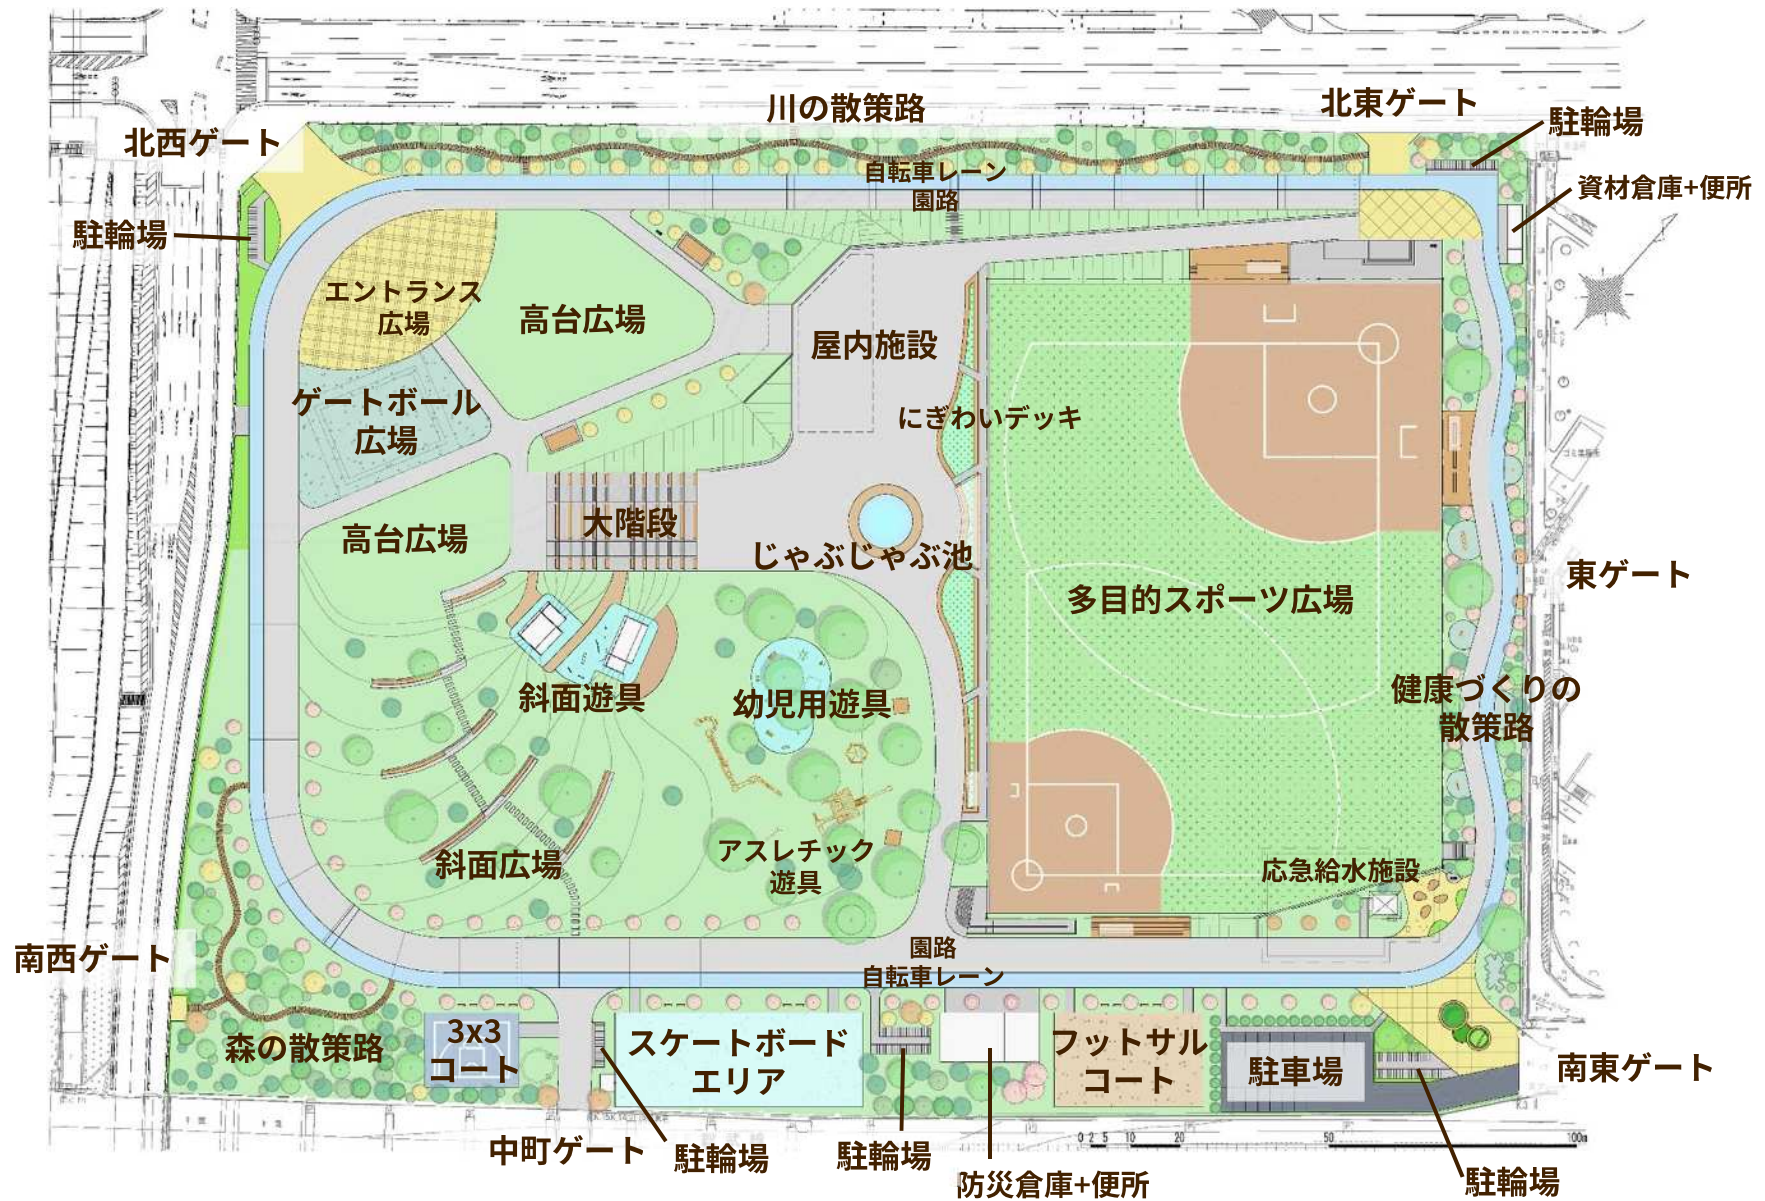 川の散策路
北東ゲート
駐輪場
北西ゲート
自転車レーン
園路
資材倉庫+便所
駐輪場
エントランス
広場
高台広場
屋内施設
ゲートボール
広場
にぎわいデッキ
高台広場
大階段
じゃぶじゃぶ池
多目的スポーツ広場
東ゲート
斜面遊具
幼児用遊具
健康づくりの
散策路
斜面広場
アスレチック
遊具
応急給水施設
南西ゲート
園路
自転車レーン
森の散策路
3x3
コート
スケートボード
エリア
フットサル
コート
駐車場
南東ゲート
中町ゲート
駐輪場
駐輪場
防災倉庫+便所
駐輪場
0 2 5 10 20 50 100m